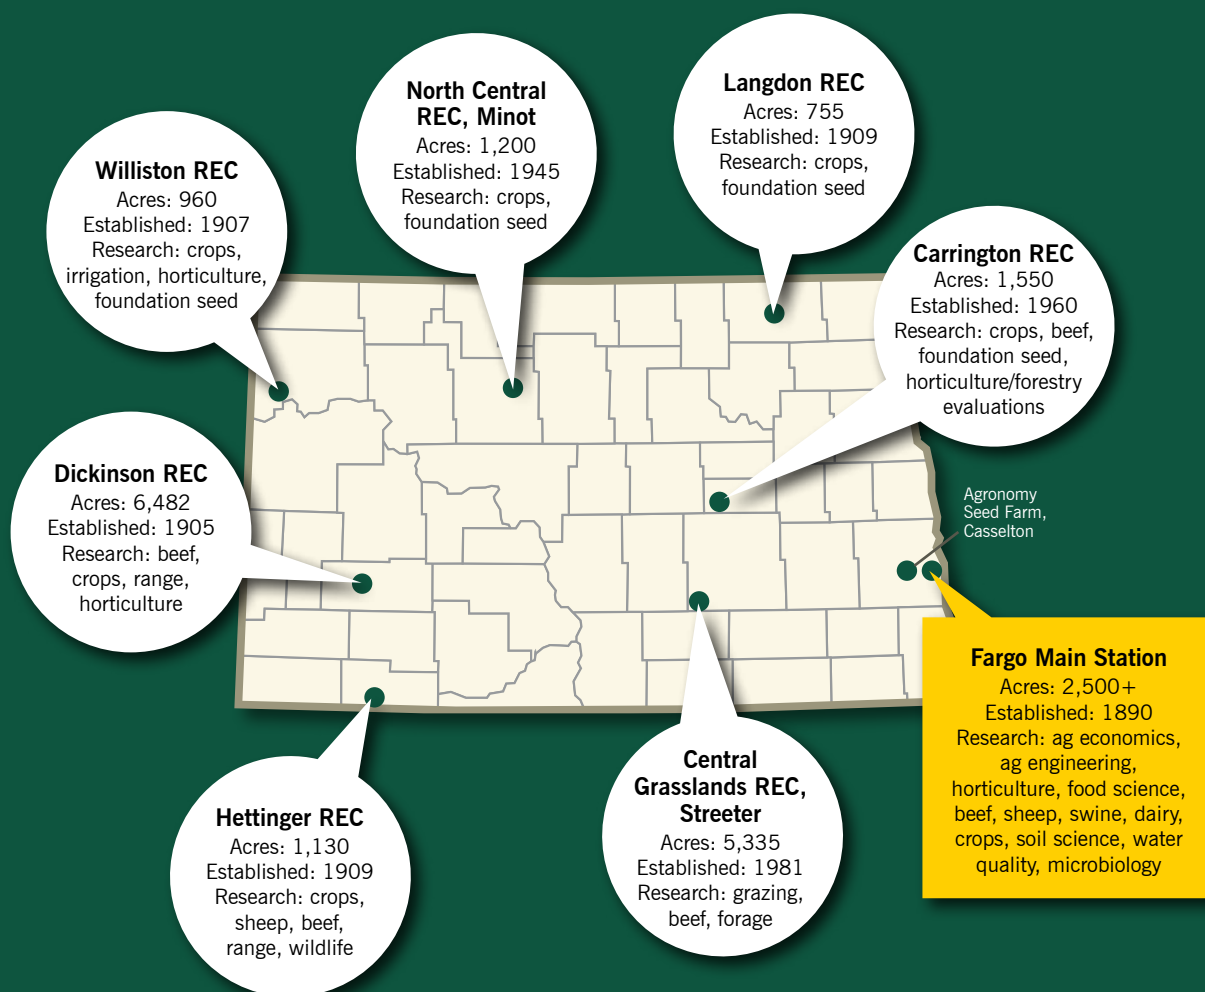 North Central
REC, Minot
Acres: 1,200
Established: 1945
Research: crops,
foundation seed
Langdon REC
Acres: 755
Established: 1909
Research: crops,
foundation seed
Williston REC
Acres: 960
Established: 1907
Research: crops,
irrigation, horticulture,
foundation seed
Carrington REC
Acres: 1,550
Established: 1960
Research: crops, beef,
foundation seed,
horticulture/forestry
evaluations
Dickinson REC
Acres: 6,482
Established: 1905
Research: beef,
crops, range,
horticulture
Agronomy
Seed Farm,
Casselton
Fargo Main Station
Acres: 2,500+
Established: 1890
Research: ag economics,
ag engineering,
horticulture, food science,
beef, sheep, swine, dairy,
crops, soil science, water
quality, microbiology
Hettinger REC
Acres: 1,130
Established: 1909
Research: crops,
sheep, beef,
range, wildlife
Central
Grasslands REC,
Streeter
Acres: 5,335
Established: 1981
Research: grazing,
beef, forage